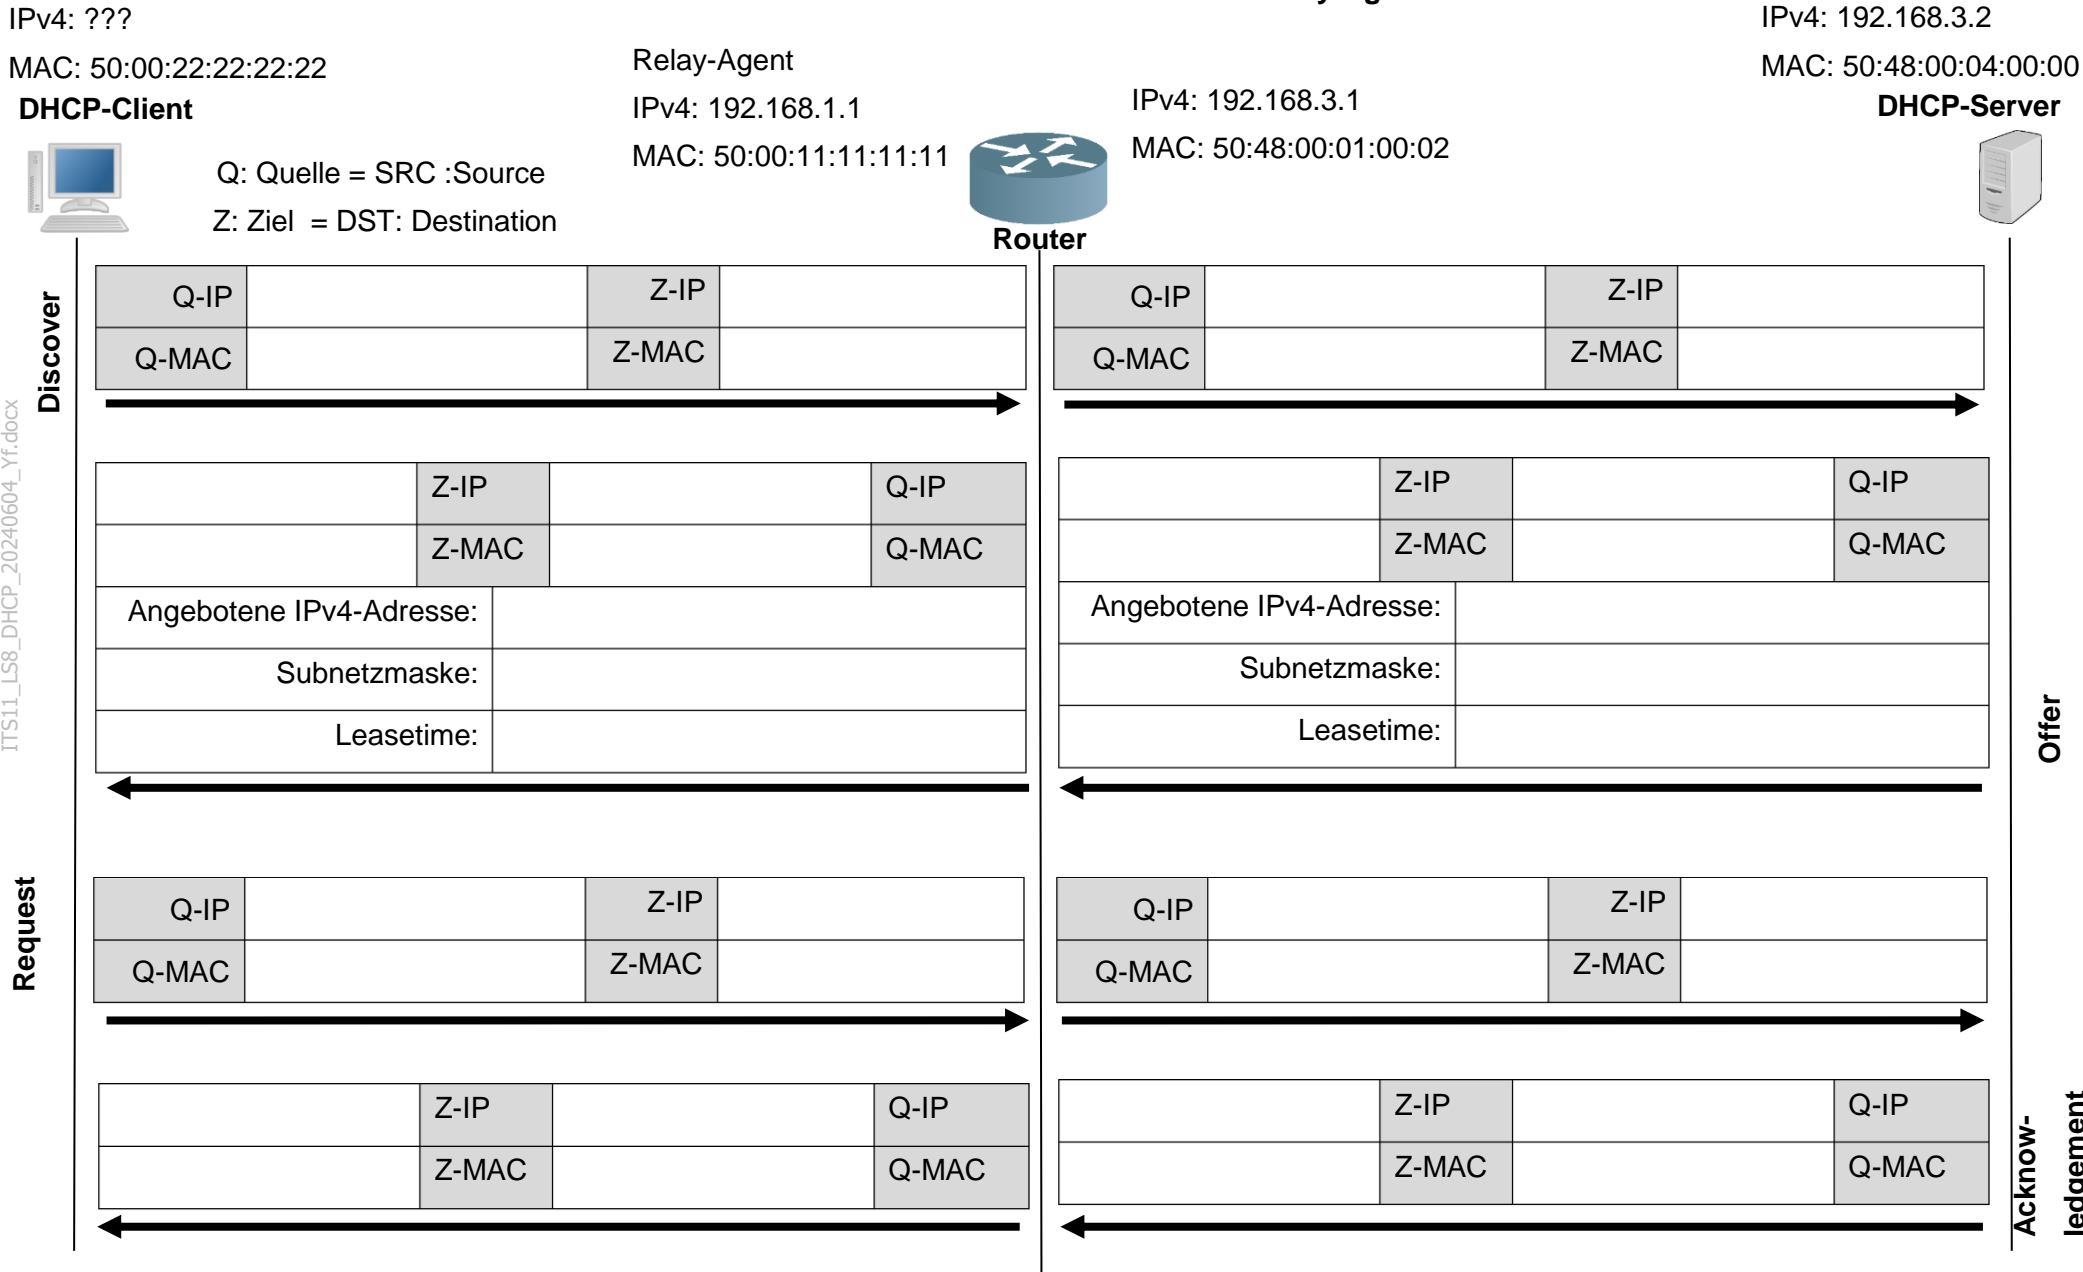 IPv4: ???
MAC: 50:00:22:22:22:22
DHCP-Client
Relay-Agent
IPv4: 192.168.1.1
MAC: 50:00:11:11:11:11
IPv4: 192.168.3.1
MAC: 50:48:00:01:00:02
IPv4: 192.168.3.2
MAC: 50:48:00:04:00:00
DHCP-Server
Q: Quelle = SRC :Source
Z: Ziel = DST: Destination
Router
Discover
Q-IP Z-IP
Q-MAC Z-MAC
Q-IP Z-IP
Q-MAC Z-MAC
ITS11_LS8_DHCP_20240604_Yf.docx
Z-IP Q-IP
Z-MAC Q-MAC
Angebotene IPv4-Adresse:
Subnetzmaske:
Leasetime:
Z-IP Q-IP
Z-MAC Q-MAC
Angebotene IPv4-Adresse:
Subnetzmaske:
Leasetime:
Offer
Request
Q-IP Z-IP
Q-MAC Z-MAC
Q-IP Z-IP
Q-MAC Z-MAC
Z-IP Q-IP
Z-MAC Q-MAC
Z-IP Q-IP
Z-MAC Q-MAC
Acknow-
ledgement